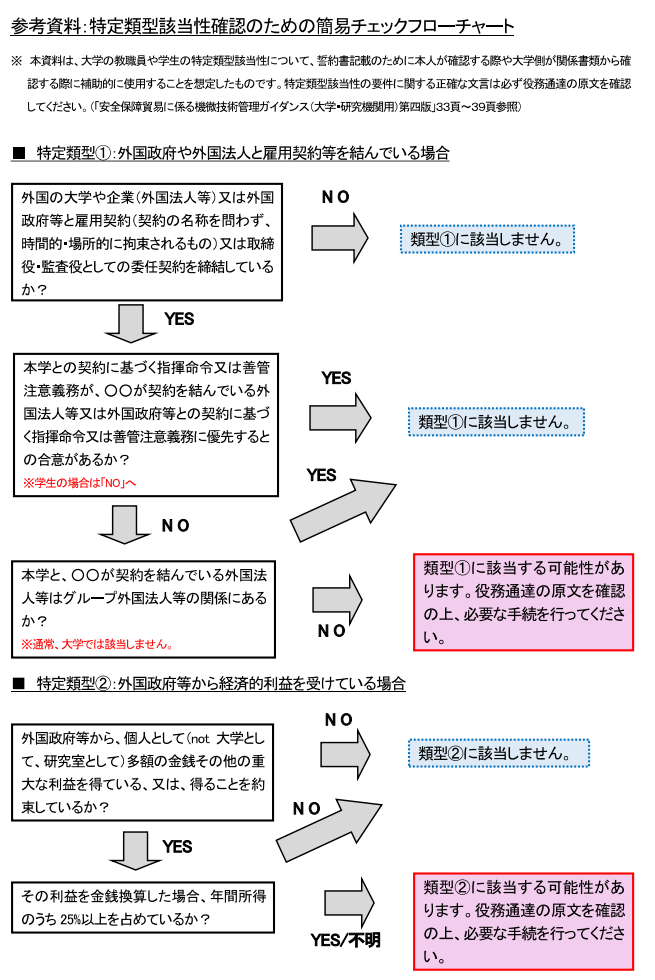 参考資料：特定類型該当性確認のための簡易チェックフローチャート
※ 本資料は、大学の教職員や学生の特定類型該当性について、誓約書記載のために本人が確認する際や大学側が関係書類から確
認する際に補助的に使用することを想定したものです。特定類型該当性の要件に関する正確な文言は必ず役務通達の原文を確認
してください。（「安全保障貿易に係る機微技術管理ガイダンス（大学・研究機関用）第四版」33頁～39頁参照）
■ 特定類型①：外国政府や外国法人と雇用契約等を結んでいる場合
外国の大学や企業（外国法人等）又は外国
政府等と雇用契約（契約の名称を問わず、
時間的・場所的に拘束されるもの）又は取締
役・監査役としての委任契約を締結している
か？
NO
類型①に該当しません。
YES
本学との契約に基づく指揮命令又は善管
注意義務が、〇〇が契約を結んでいる外
国法人等又は外国政府等との契約に基づ
く指揮命令又は善管注意義務に優先すると
の合意があるか？
※学生の場合は「NO」へ
YES
類型①に該当しません。
YES
NO
本学と、〇〇が契約を結んでいる外国法
人等はグループ外国法人等の関係にある
か？
※通常、大学では該当しません。
NO
類型①に該当する可能性があ
ります。役務通達の原文を確認
の上、必要な手続を行ってくださ
い。
■ 特定類型②：外国政府等から経済的利益を受けている場合
外国政府等から、個人として（not 大学とし
て、研究室として）多額の金銭その他の重
大な利益を得ている、又は、得ることを約
束しているか？
NO
類型②に該当しません。
NO
YES
その利益を金銭換算した場合、年間所得
のうち 25%以上を占めているか？
YES/不明
類型②に該当する可能性があ
ります。役務通達の原文を確認
の上、必要な手続を行ってくださ
い。